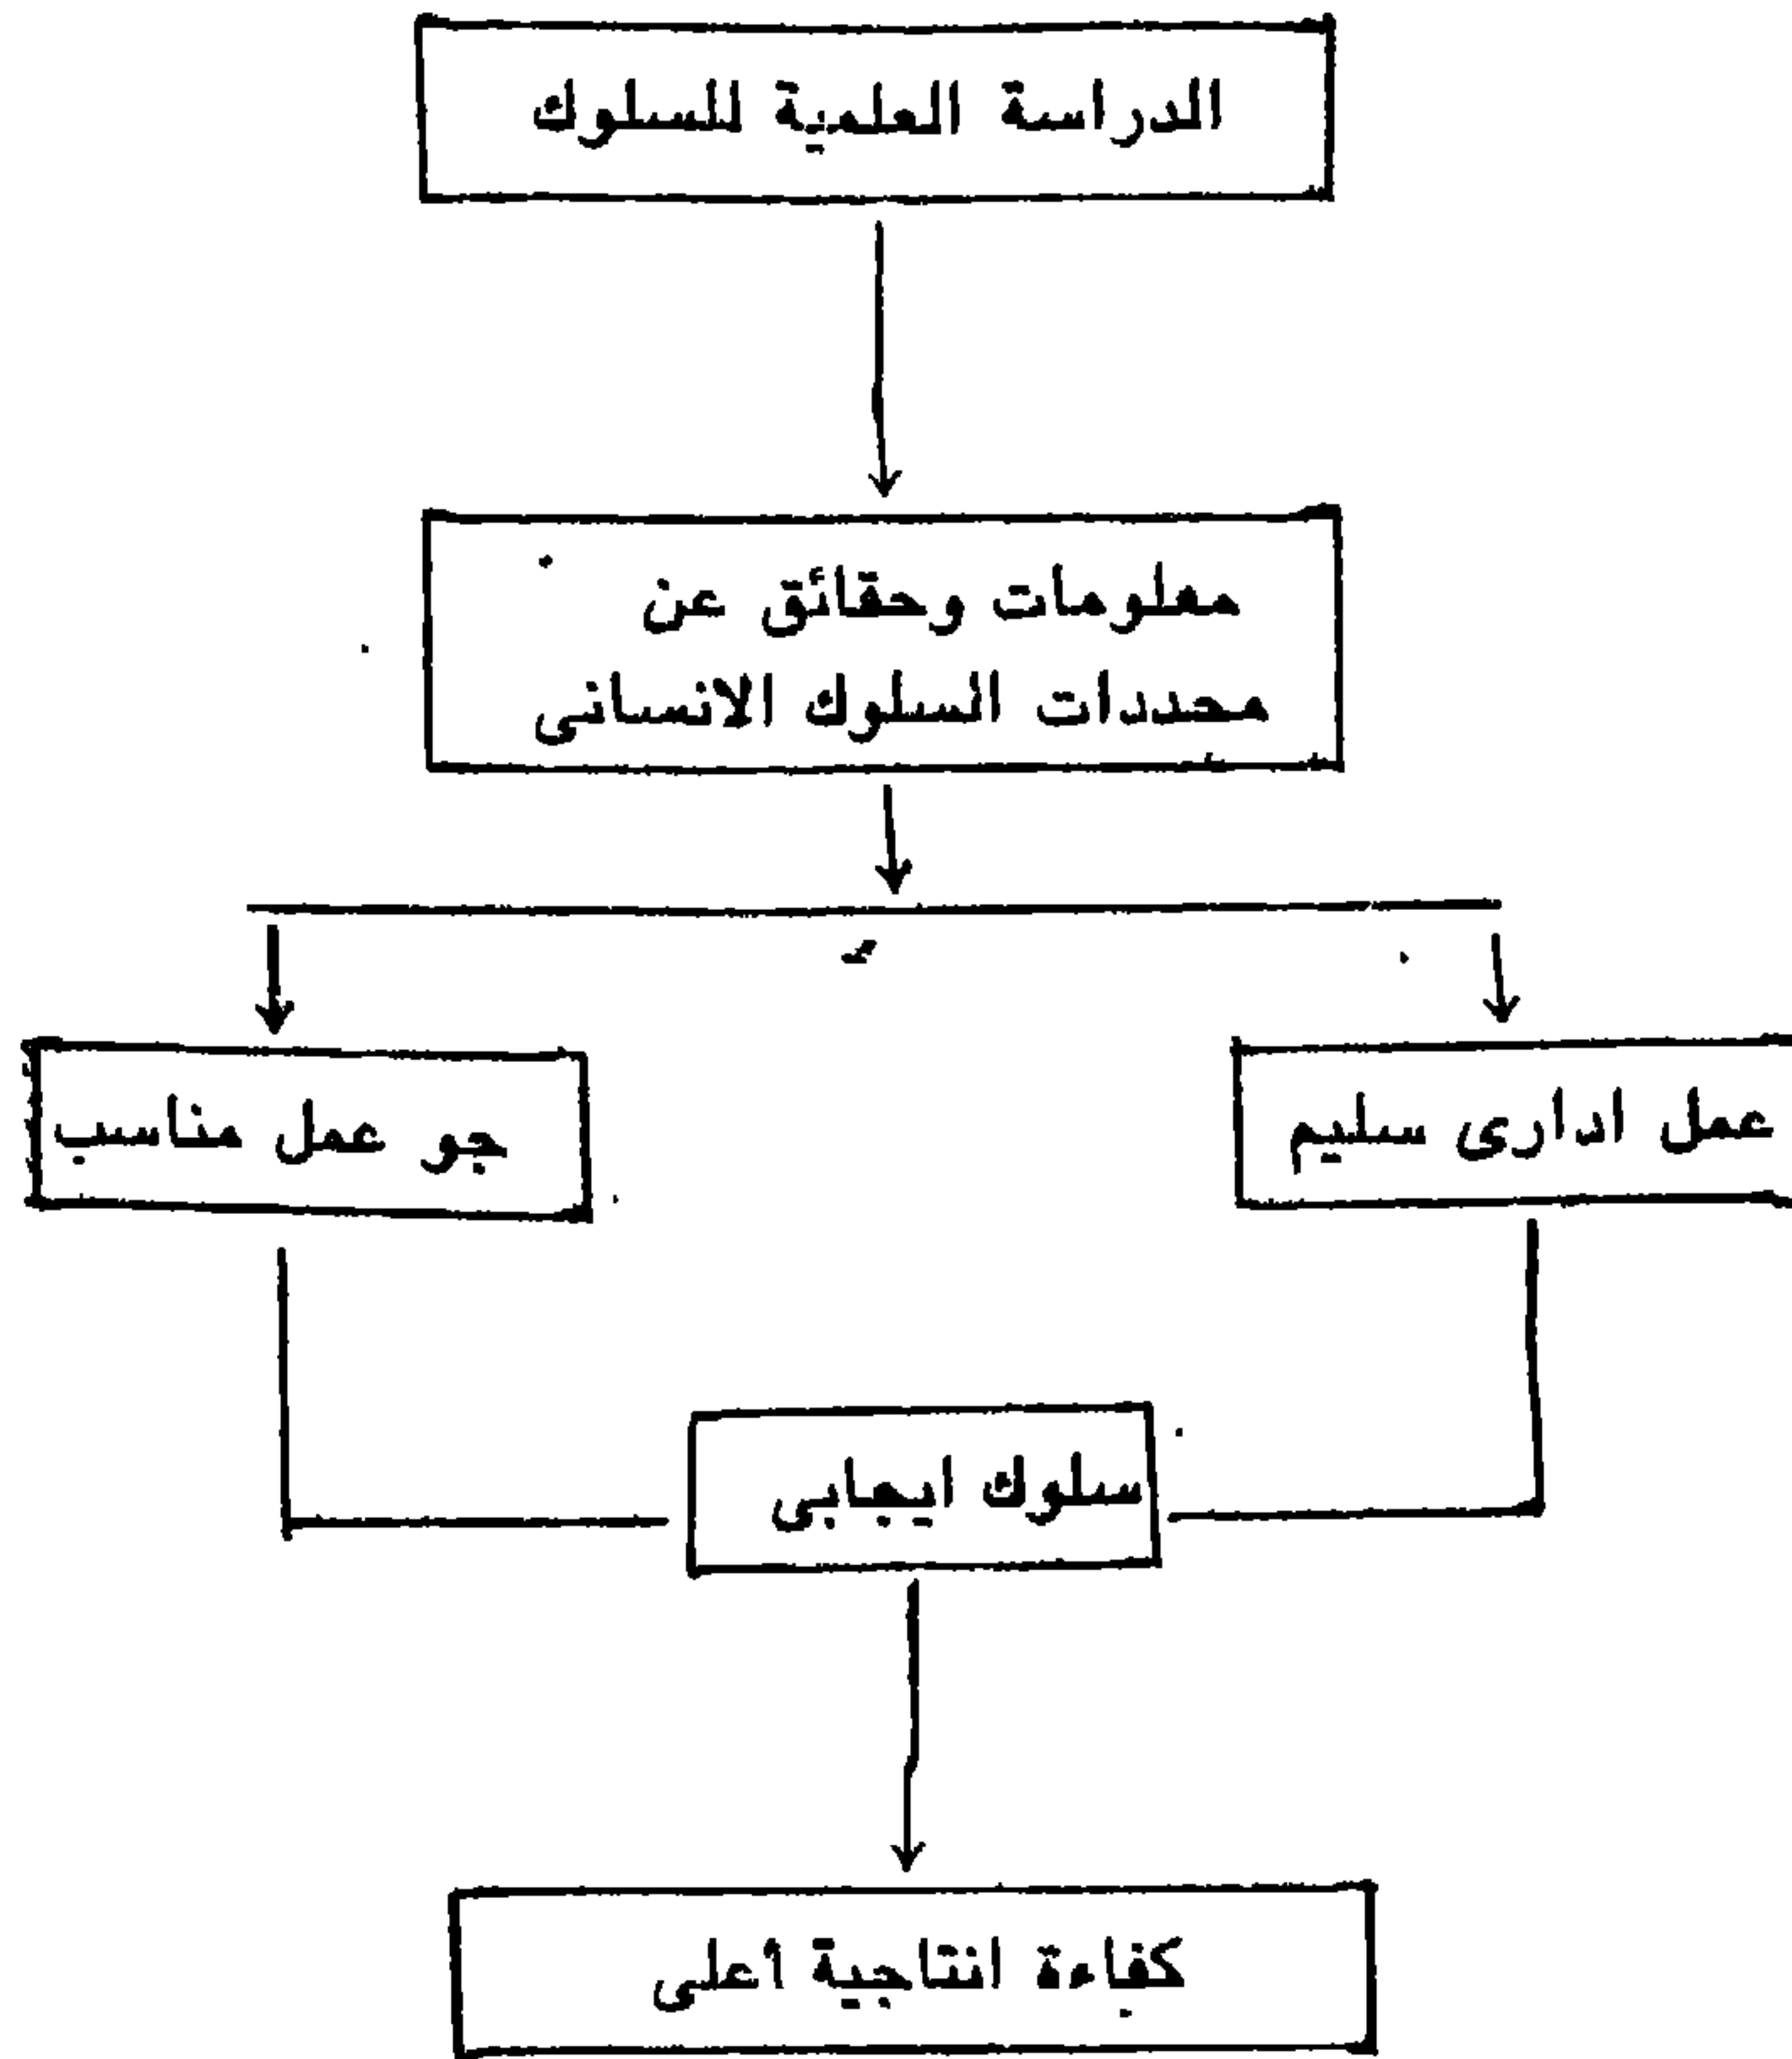 الدراسة العلمية للسلوك
معلومات وحقائق عن
محددات السلوك الانسانى
عمل ادارى سليم
جو عمل مناسب
سلوك ايجابى
كفاءة انتاجية أعلى